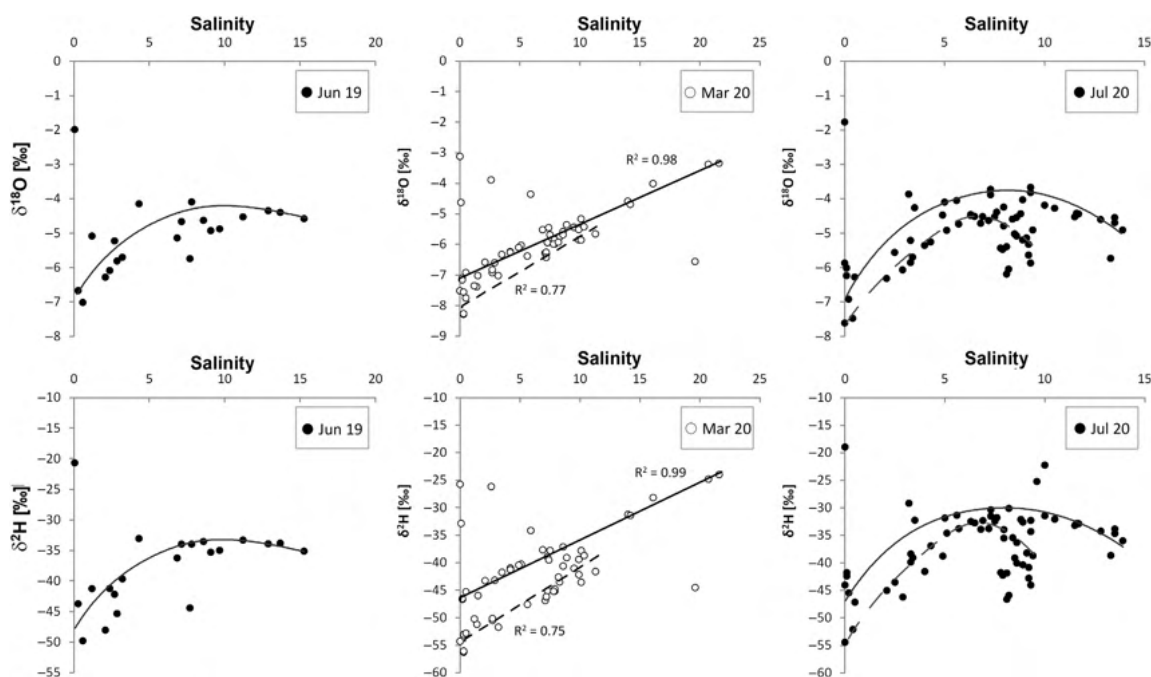 Salinity
0 5 10 15 20
0
−1
−2
−3
−4
−5
−6
−7
−8
δ¹⁸O [‰]
Jun 19
Salinity
0 5 10 15 20 25
0
−1
−2
−3
−4
−5
−6
−7
−8
−9
δ¹⁸O [‰]
Mar 20
R² = 0.98
R² = 0.77
Salinity
0 5 10 15
0
−1
−2
−3
−4
−5
−6
−7
−8
δ¹⁸O [‰]
Jul 20
Salinity
0 5 10 15 20
−10
−15
−20
−25
−30
−35
−40
−45
−50
−55
δ²H [‰]
Jun 19
Salinity
0 5 10 15 20 25
−10
−15
−20
−25
−30
−35
−40
−45
−50
−55
−60
δ²H [‰]
Mar 20
R² = 0.99
R² = 0.75
Salinity
0 5 10 15
−10
−15
−20
−25
−30
−35
−40
−45
−50
−55
−60
δ²H [‰]
Jul 20